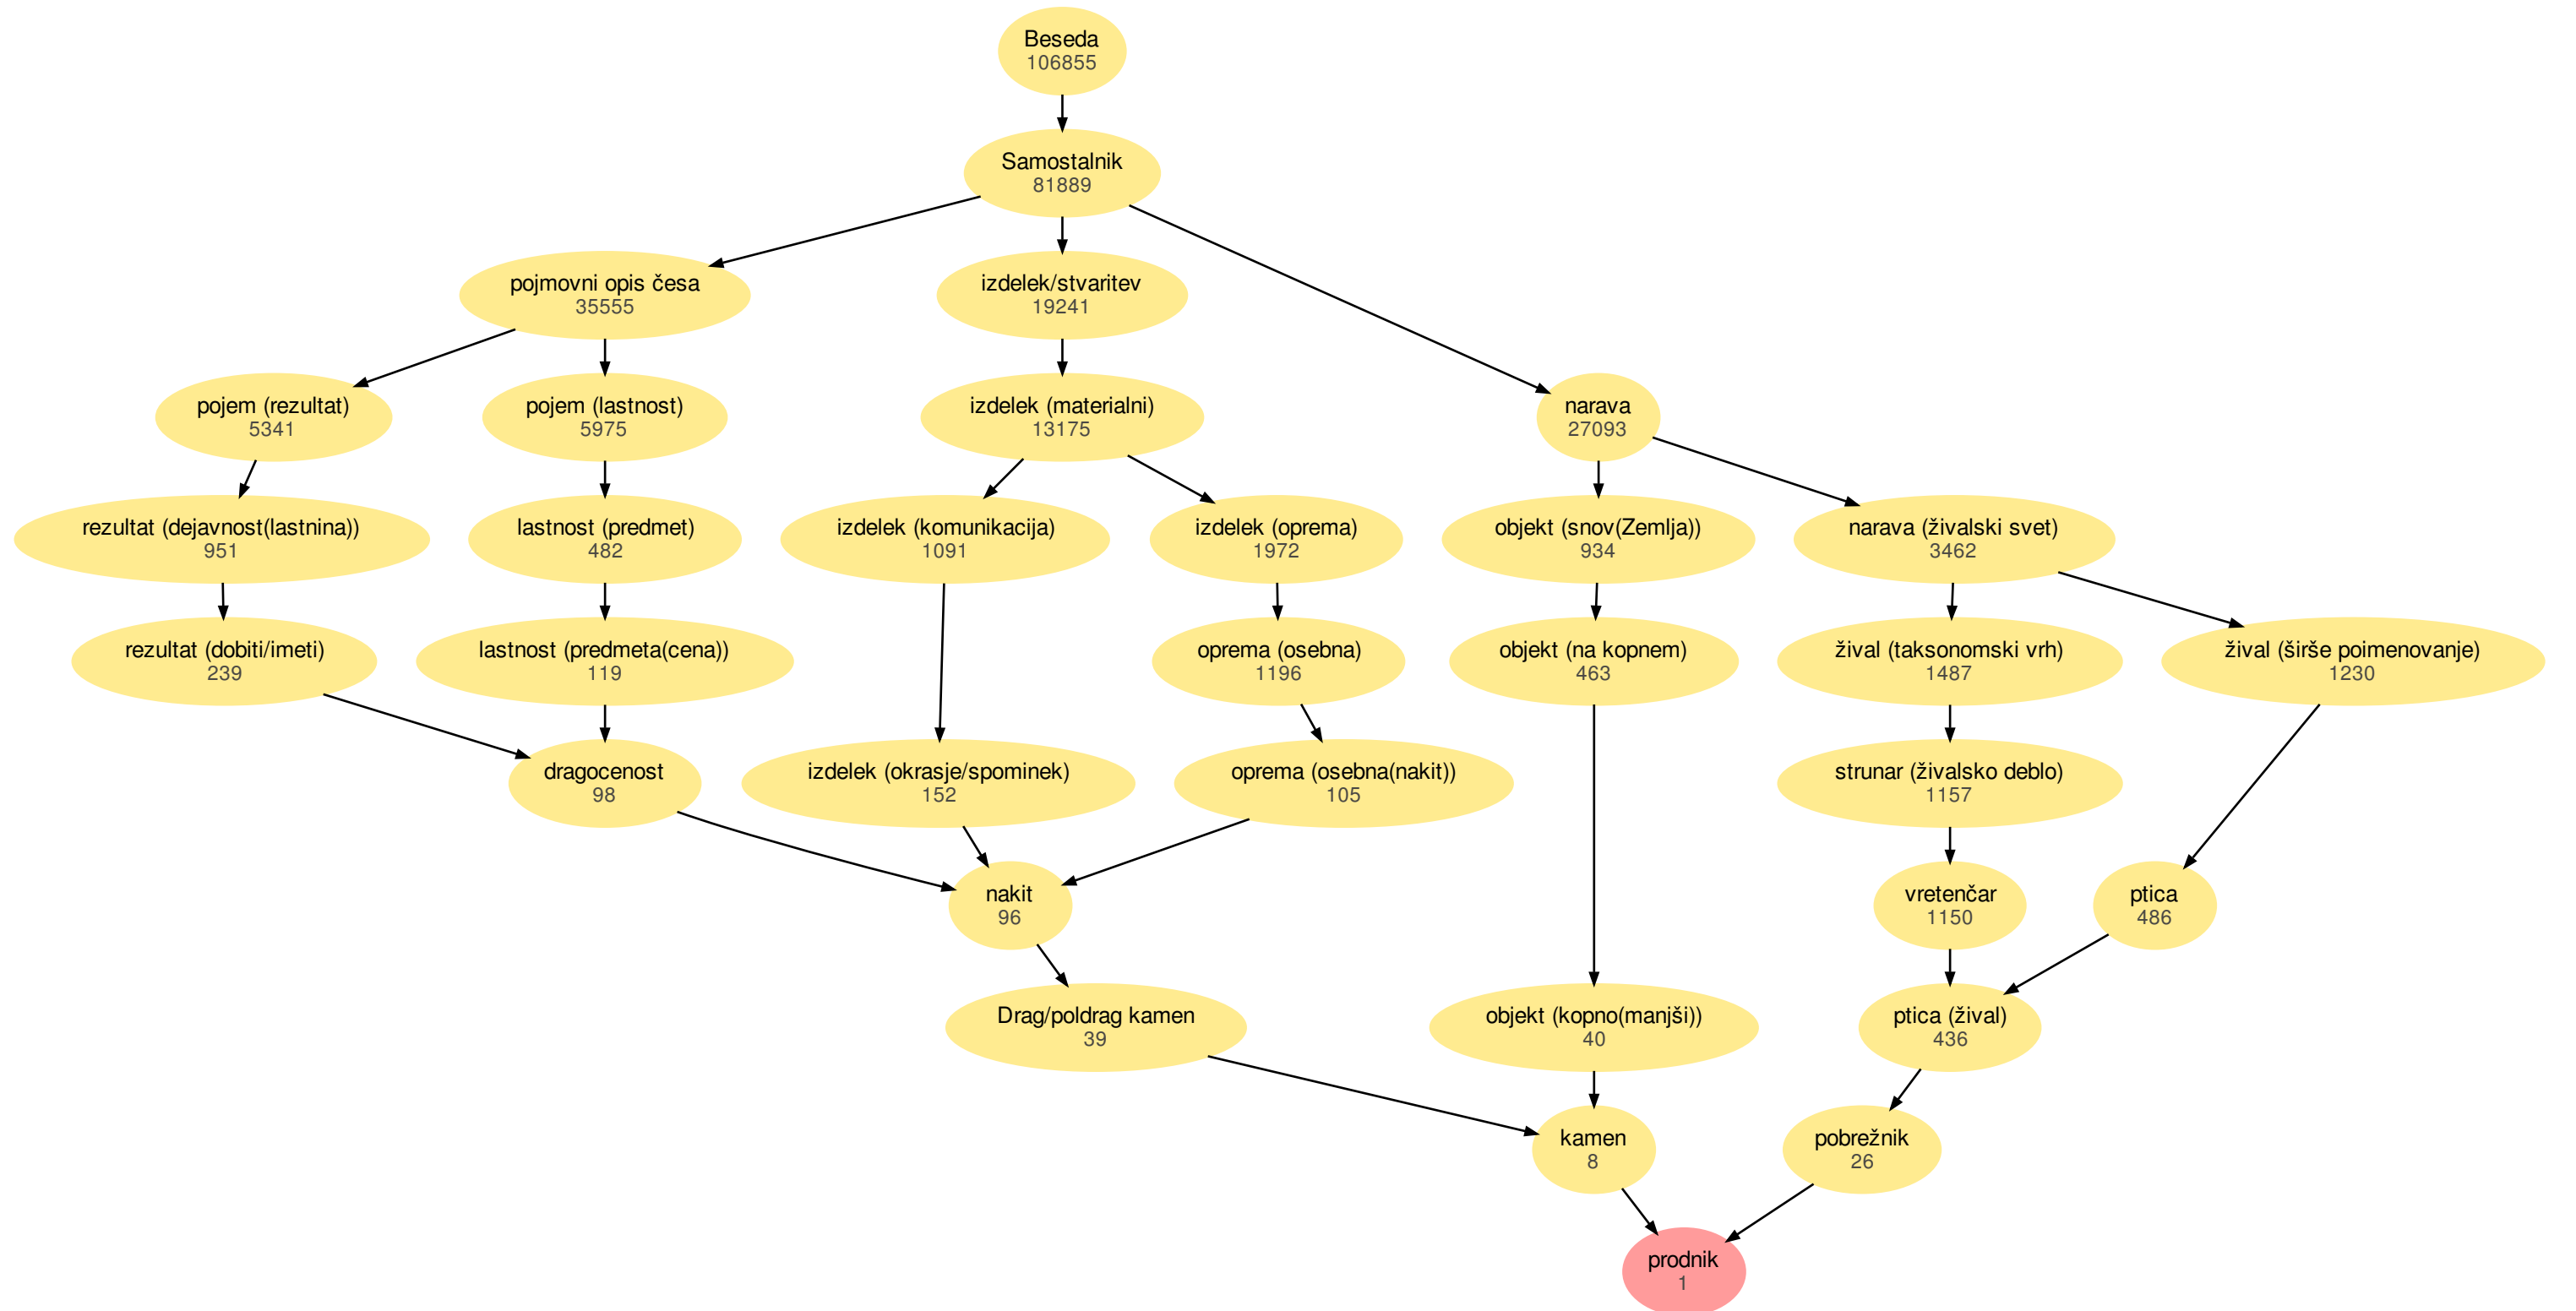 Beseda
106855
Samostalnik
81889
pojmovni opis česa
35555
izdelek/stvaritev
19241
pojem (rezultat)
5341
pojem (lastnost)
5975
izdelek (materialni)
13175
narava
27093
rezultat (dejavnost(lastnina))
951
lastnost (predmet)
482
izdelek (komunikacija)
1091
izdelek (oprema)
1972
objekt (snov(Zemlja))
934
narava (živalski svet)
3462
rezultat (dobiti/imeti)
239
lastnost (predmeta(cena))
119
oprema (osebna)
1196
objekt (na kopnem)
463
žival (taksonomski vrh)
1487
žival (širše poimenovanje)
1230
dragocenost
98
izdelek (okrasje/spominek)
152
oprema (osebna(nakit))
105
strunar (živalsko deblo)
1157
nakit
96
vretenčar
1150
ptica
486
Drag/poldrag kamen
39
objekt (kopno(manjši))
40
ptica (žival)
436
kamen
8
pobrežnik
26
prodnik
1